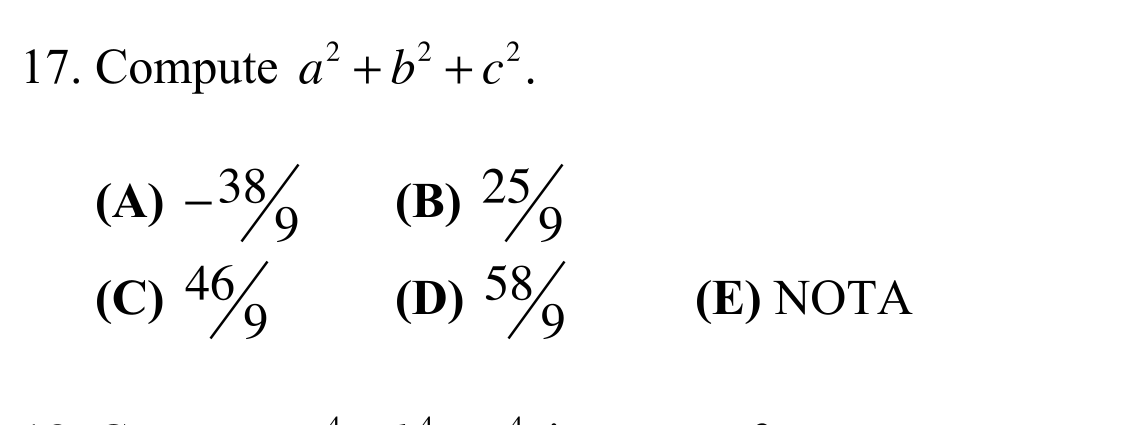 17. Compute a² + b² + c².
(A) −38/9 (B) 25/9
(C) 46/9 (D) 58/9 (E) NOTA